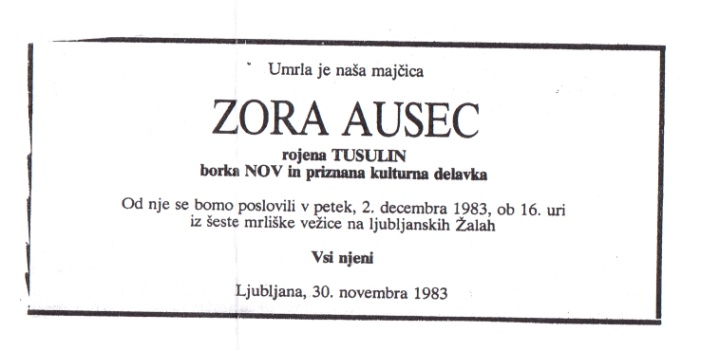 Umrla je naša majčica
ZORA AUSEC
rojena TUSULIN
borka NOV in priznana kulturna delavka
Od nje se bomo poslovili v petek, 2. decembra 1983, ob 16. uri
iz šeste mrliške vežice na ljubljanskih Žalah
Vsi njeni
Ljubljana, 30. novembra 1983